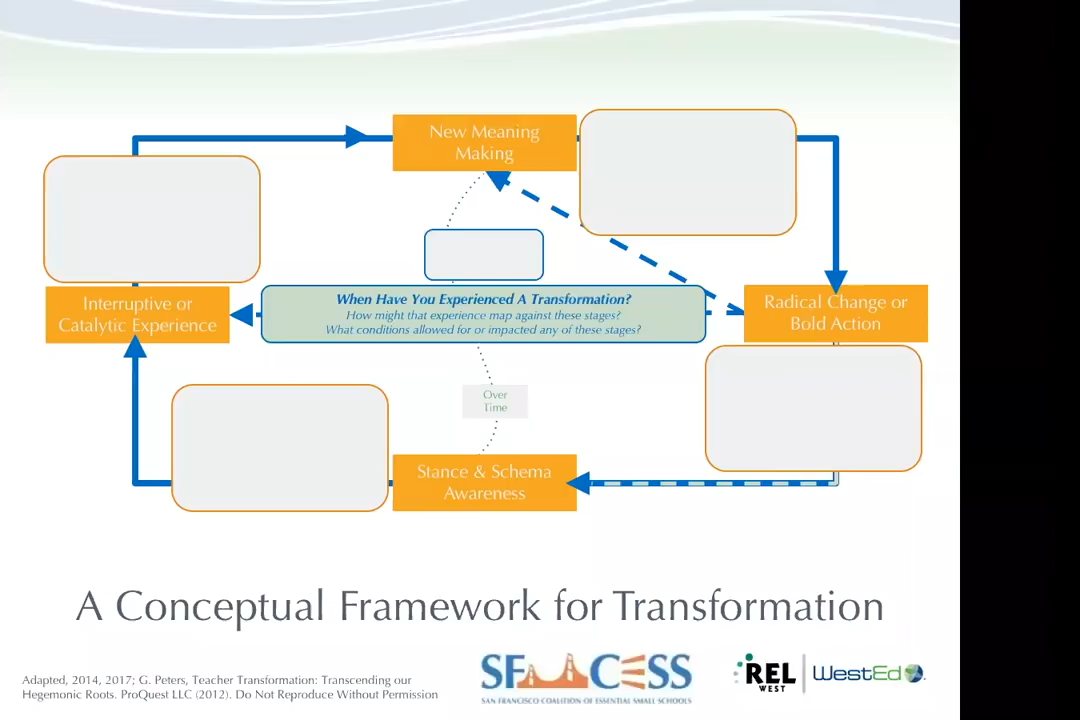 New Meaning
Making
Interruptive or
Catalytic Experience
When Have You Experienced A Transformation?
How might that experience map against these stages?
What conditions allowed for or impacted any of these stages?
Radical Change or
Bold Action
Over
Time
Stance & Schema
Awareness
A Conceptual Framework for Transformation
Adapted, 2014, 2017; G. Peters, Teacher Transformation: Transcending our
Hegemonic Roots. ProQuest LLC (2012). Do Not Reproduce Without Permission
SF CESS
SAN FRANCISCO COALITION OF ESSENTIAL SMALL SCHOOLS
REL
WEST
WestEd